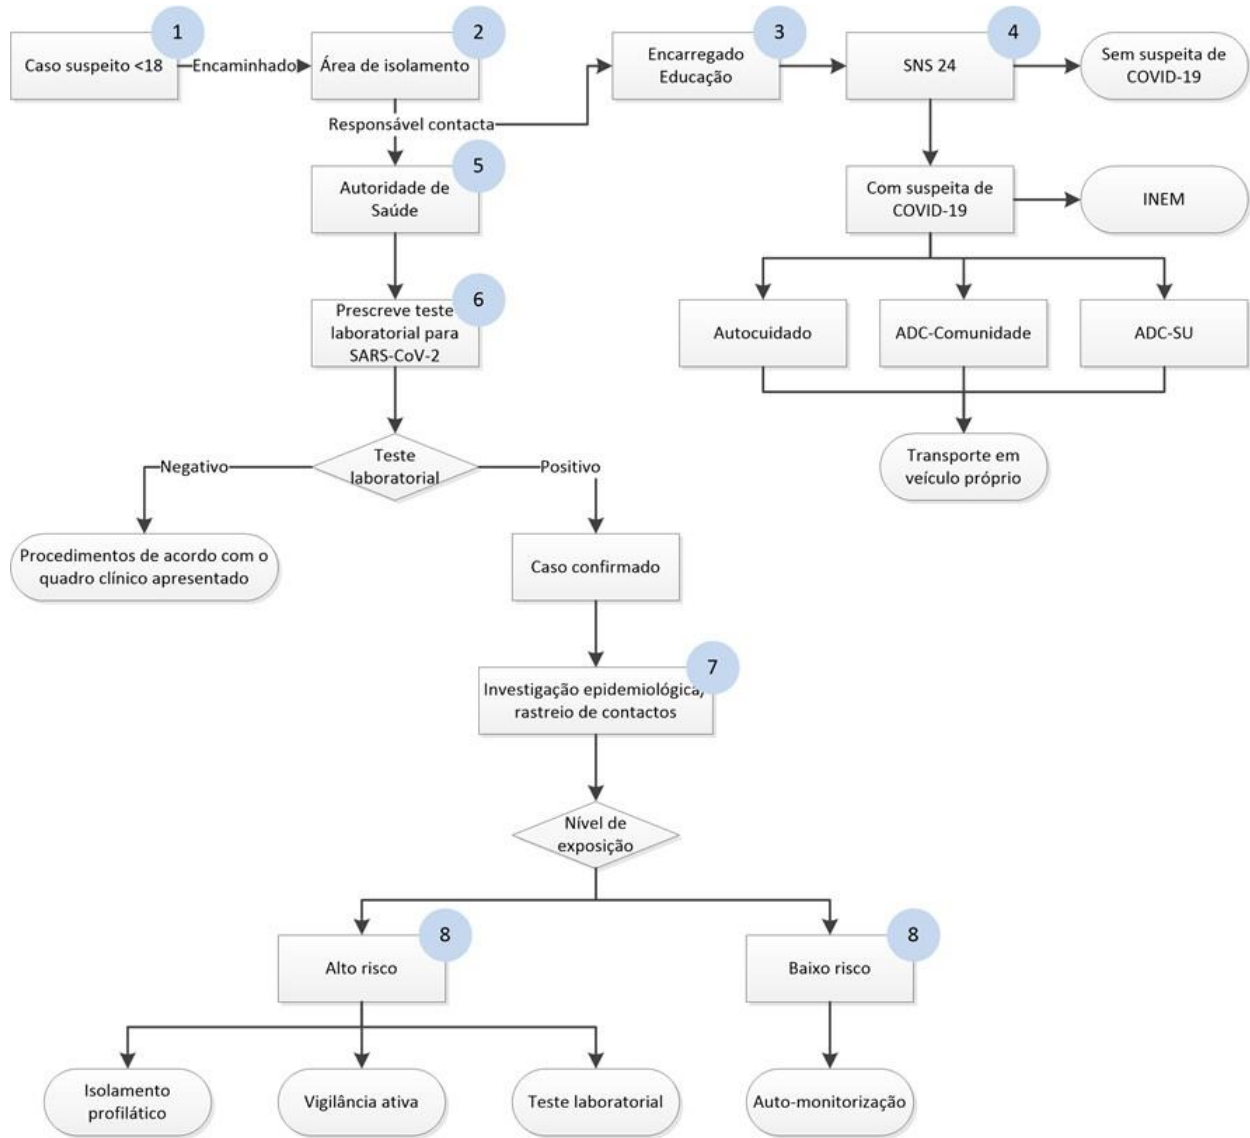 1
Caso suspeito <18
Encaminhado
2
Área de isolamento
3
Encarregado
Educação
4
SNS 24
Sem suspeita de
COVID-19
Responsável contacta
5
Autoridade de
Saúde
Com suspeita de
COVID-19
INEM
6
Prescreve teste
laboratorial para
SARS-CoV-2
Autocuidado
ADC-Comunidade
ADC-SU
Transporte em
veículo próprio
Teste
laboratorial
Negativo
Positivo
Procedimentos de acordo com o
quadro clínico apresentado
Caso confirmado
7
Investigação epidemiológica/
rastreio de contactos
Nível de
exposição
8
Alto risco
8
Baixo risco
Isolamento
profilático
Vigilância ativa
Teste laboratorial
Auto-monitorização